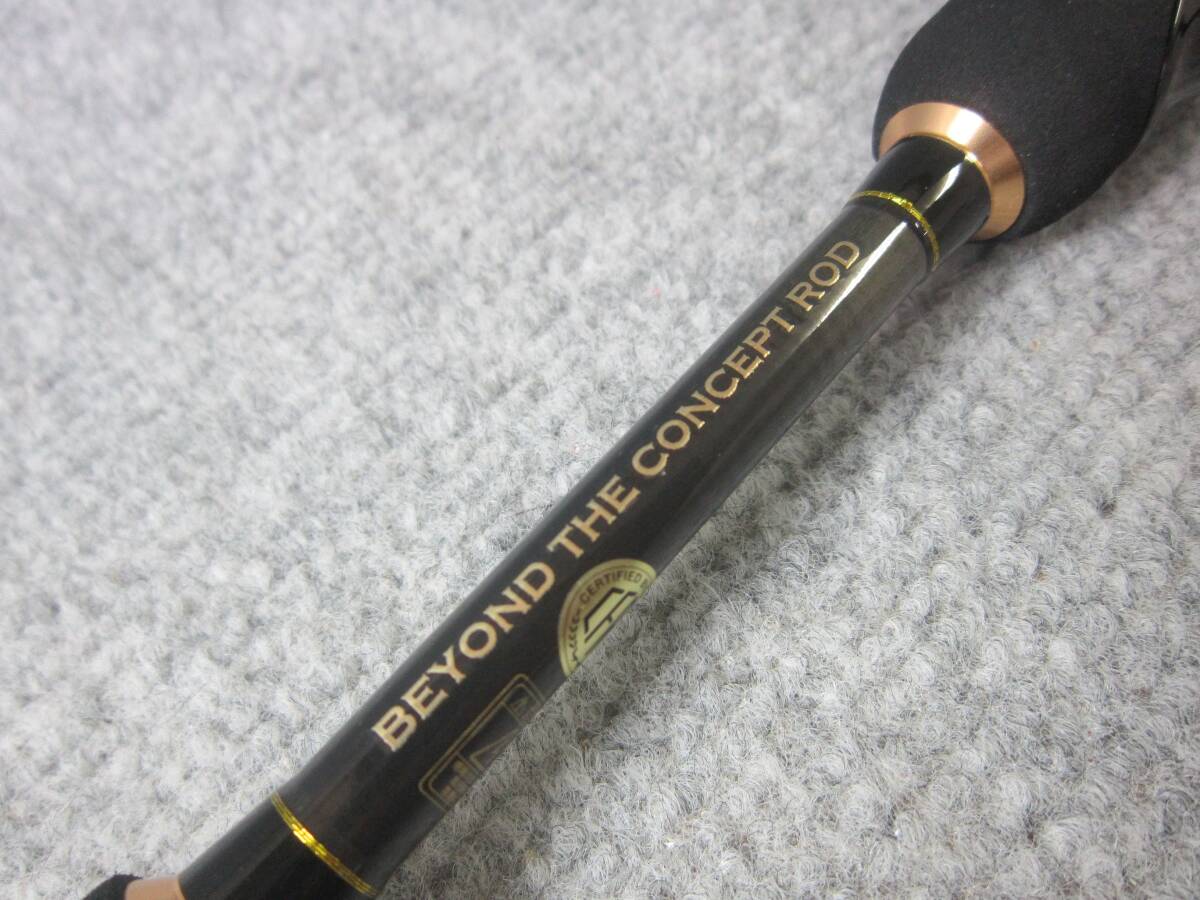 BEYOND THE CONCEPT ROD
CERTIFIED